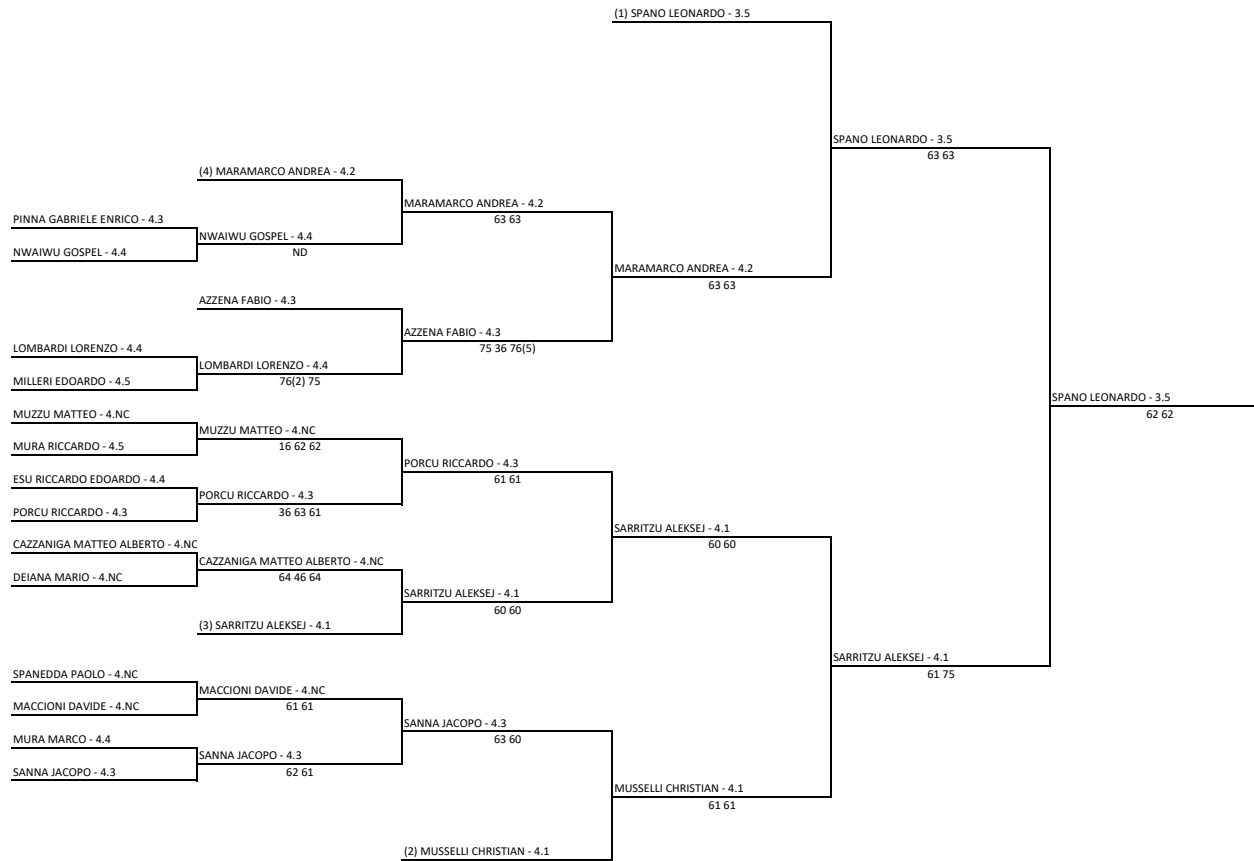 (1) SPANO LEONARDO - 3.5
SPANO LEONARDO - 3.5
63 63
(4) MARAMARCO ANDREA - 4.2
MARAMARCO ANDREA - 4.2
63 63
PINNA GABRIELE ENRICO - 4.3
NWAIWU GOSPEL - 4.4
ND
NWAIWU GOSPEL - 4.4
MARAMARCO ANDREA - 4.2
63 63
AZZENA FABIO - 4.3
AZZENA FABIO - 4.3
75 36 76(5)
LOMBARDI LORENZO - 4.4
LOMBARDI LORENZO - 4.4
76(2) 75
MILLERI EDOARDO - 4.5
SPANO LEONARDO - 3.5
62 62
MUZZU MATTEO - 4.NC
MUZZU MATTEO - 4.NC
16 62 62
MURA RICCARDO - 4.5
PORCU RICCARDO - 4.3
61 61
ESU RICCARDO EDOARDO - 4.4
PORCU RICCARDO - 4.3
36 63 61
PORCU RICCARDO - 4.3
SARRITZU ALEKSEJ - 4.1
60 60
CAZZANIGA MATTEO ALBERTO - 4.NC
CAZZANIGA MATTEO ALBERTO - 4.NC
64 46 64
DEIANA MARIO - 4.NC
SARRITZU ALEKSEJ - 4.1
60 60
(3) SARRITZU ALEKSEJ - 4.1
SARRITZU ALEKSEJ - 4.1
61 75
SPANEDDA PAOLO - 4.NC
MACCIONI DAVIDE - 4.NC
61 61
MACCIONI DAVIDE - 4.NC
SANNA JACOPO - 4.3
63 60
MURA MARCO - 4.4
SANNA JACOPO - 4.3
62 61
SANNA JACOPO - 4.3
MUSSELLI CHRISTIAN - 4.1
61 61
(2) MUSSELLI CHRISTIAN - 4.1